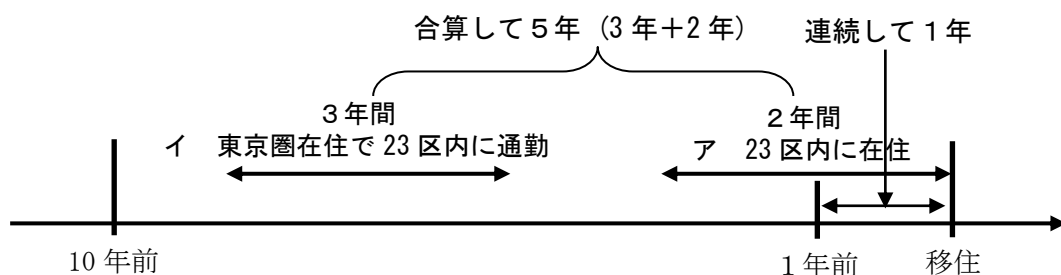 合算して５年（3年＋2年）
連続して１年
３年間
イ　東京圏在住で 23 区内に通勤
２年間
ア　23 区内に在住
10 年前
１年前
移住